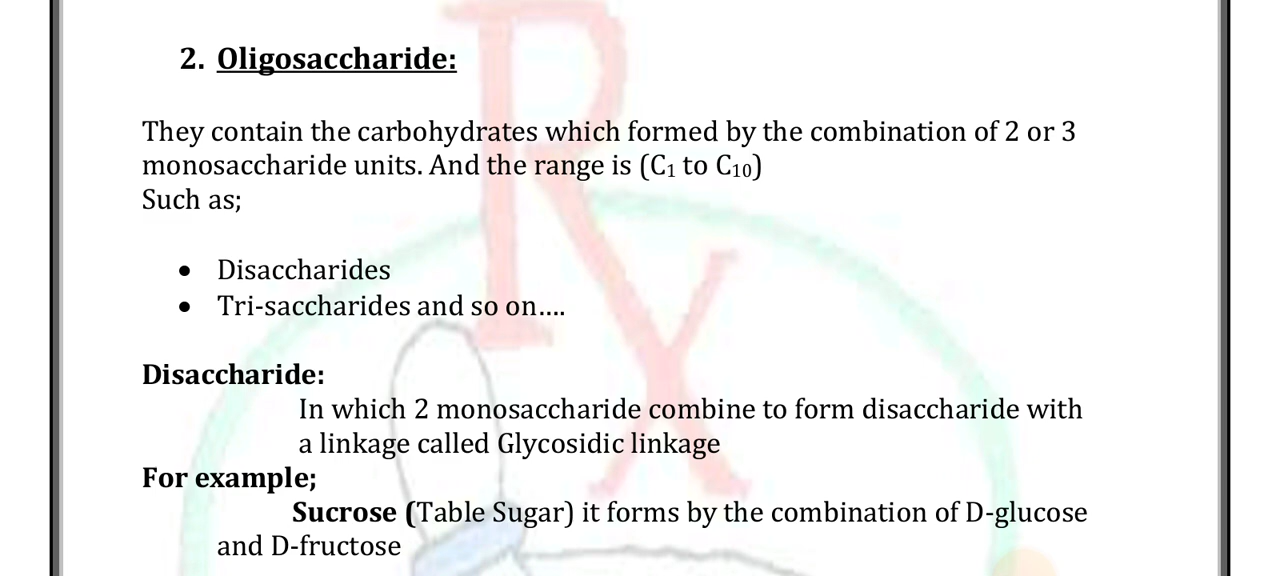 2. Oligosaccharide:
They contain the carbohydrates which formed by the combination of 2 or 3
monosaccharide units. And the range is (C₁ to C₁₀)
Such as;
• Disaccharides
• Tri-saccharides and so on....
Disaccharide:
In which 2 monosaccharide combine to form disaccharide with
a linkage called Glycosidic linkage
For example;
Sucrose (Table Sugar) it forms by the combination of D-glucose
and D-fructose